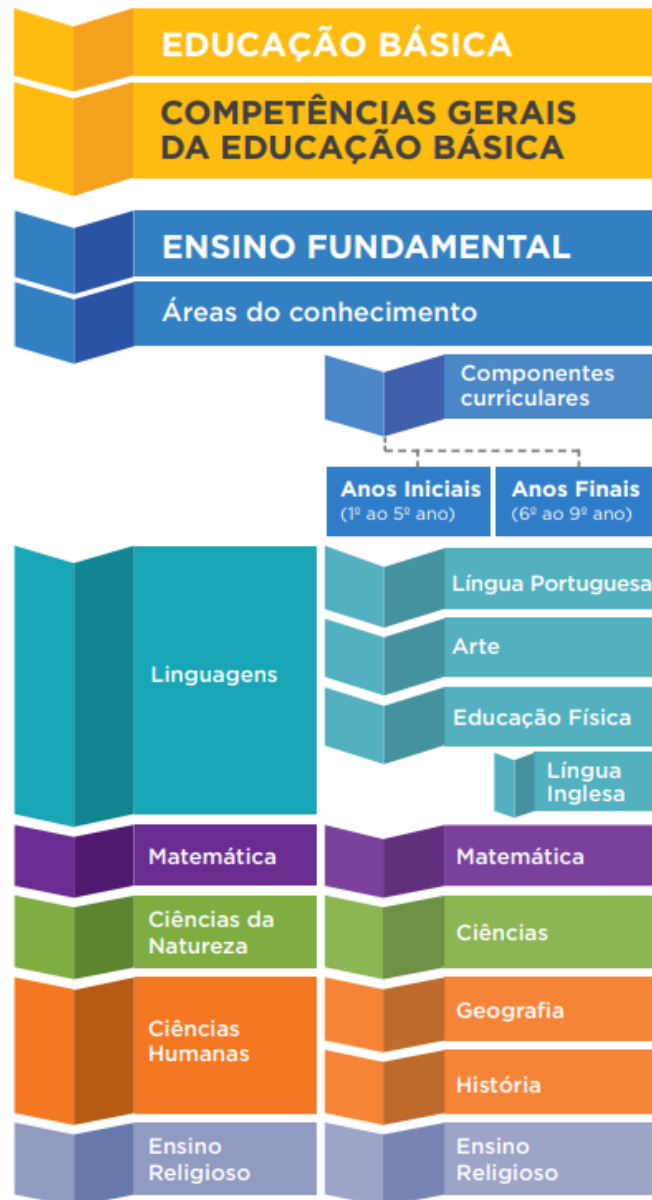 EDUCAÇÃO BÁSICA
COMPETÊNCIAS GERAIS
DA EDUCAÇÃO BÁSICA
ENSINO FUNDAMENTAL
Áreas do conhecimento
Componentes
curriculares
Anos Iniciais
(1º ao 5º ano)
Anos Finais
(6º ao 9º ano)
Linguagens
Língua Portuguesa
Arte
Educação Física
Língua
Inglesa
Matemática
Matemática
Ciências da
Natureza
Ciências
Ciências
Humanas
Geografia
História
Ensino
Religioso
Ensino
Religioso